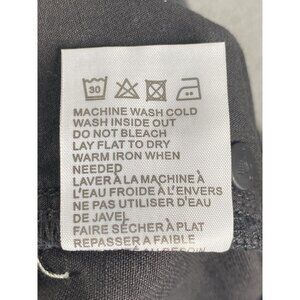 30
MACHINE WASH COLD
WASH INSIDE OUT
DO NOT BLEACH
LAY FLAT TO DRY
WARM IRON WHEN
NEEDED
LAVER À LA MACHINE À
L'EAU FROIDE À L'ENVERS
NE PAS UTILISER D'EAU
DE JAVEL
FAIRE SÉCHER À PLAT
REPASSER A FAIBLE